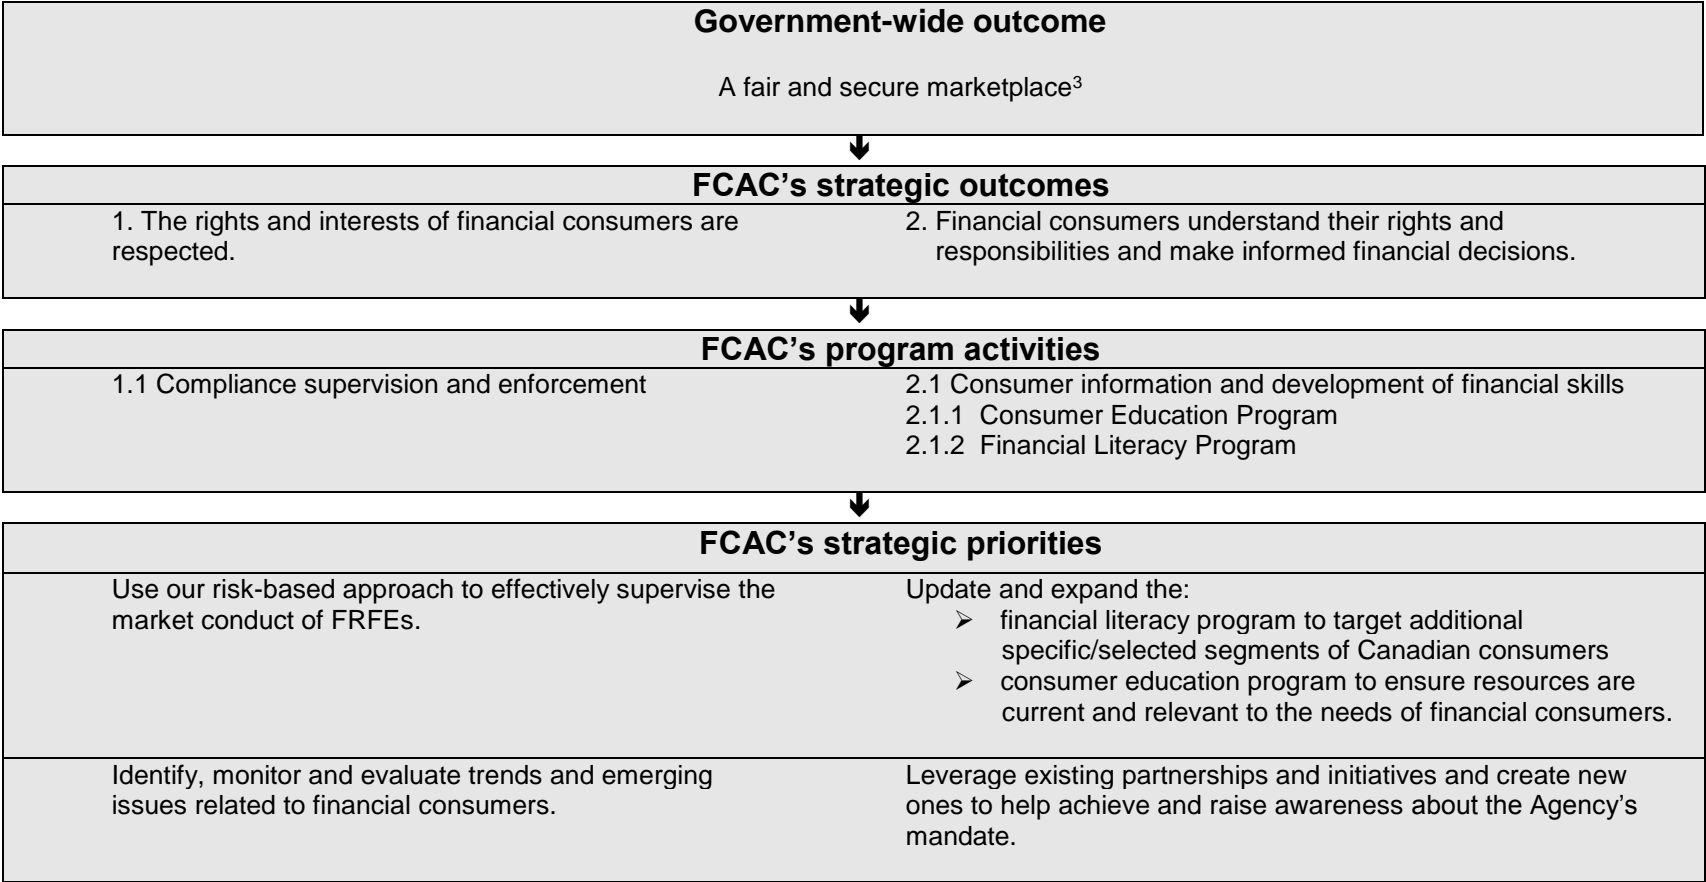 Government-wide outcome
A fair and secure marketplace³
FCAC’s strategic outcomes
1. The rights and interests of financial consumers are
respected.
2. Financial consumers understand their rights and
responsibilities and make informed financial decisions.
FCAC’s program activities
1.1 Compliance supervision and enforcement
2.1 Consumer information and development of financial skills
2.1.1 Consumer Education Program
2.1.2 Financial Literacy Program
FCAC’s strategic priorities
Use our risk-based approach to effectively supervise the
market conduct of FRFEs.
Update and expand the:
➢ financial literacy program to target additional
specific/selected segments of Canadian consumers
➢ consumer education program to ensure resources are
current and relevant to the needs of financial consumers.
Identify, monitor and evaluate trends and emerging
issues related to financial consumers.
Leverage existing partnerships and initiatives and create new
ones to help achieve and raise awareness about the Agency’s
mandate.